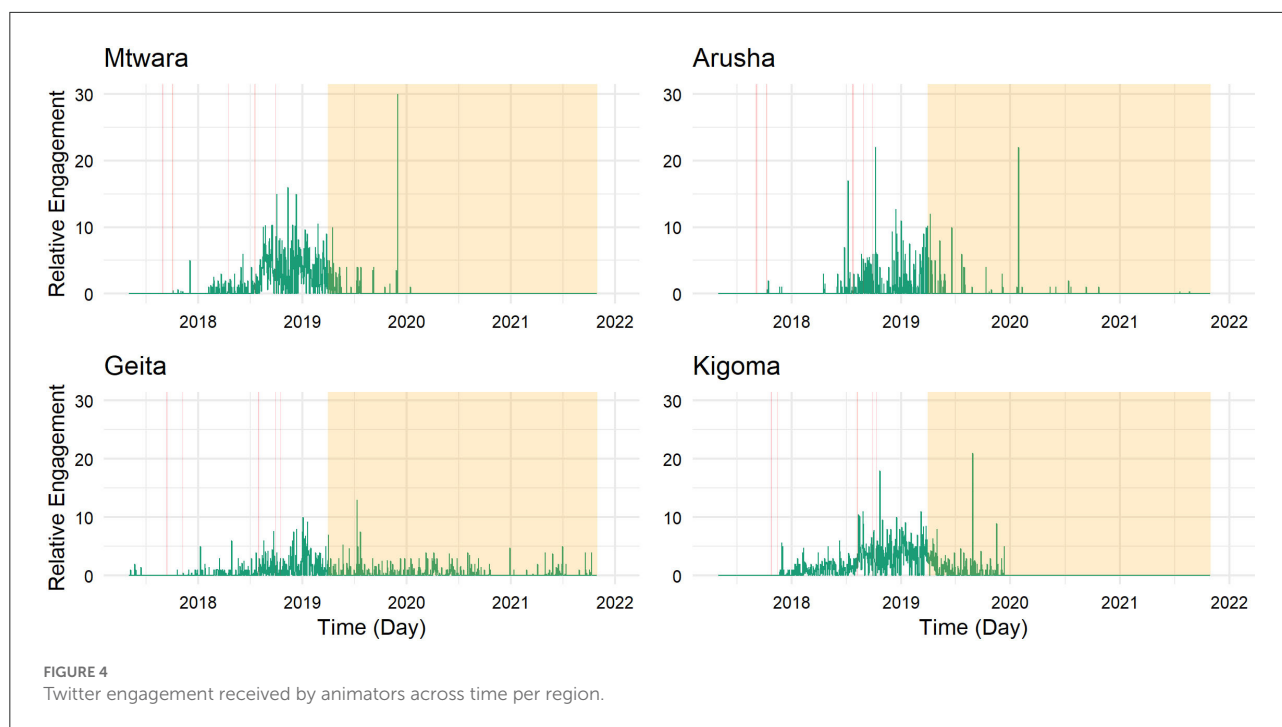 Mtwara
Arusha
Relative Engagement
30
20
10
0
2018 2019 2020 2021 2022
30
20
10
0
2018 2019 2020 2021 2022
Geita
Kigoma
Relative Engagement
30
20
10
0
2018 2019 2020 2021 2022
Time (Day)
30
20
10
0
2018 2019 2020 2021 2022
Time (Day)
FIGURE 4
Twitter engagement received by animators across time per region.